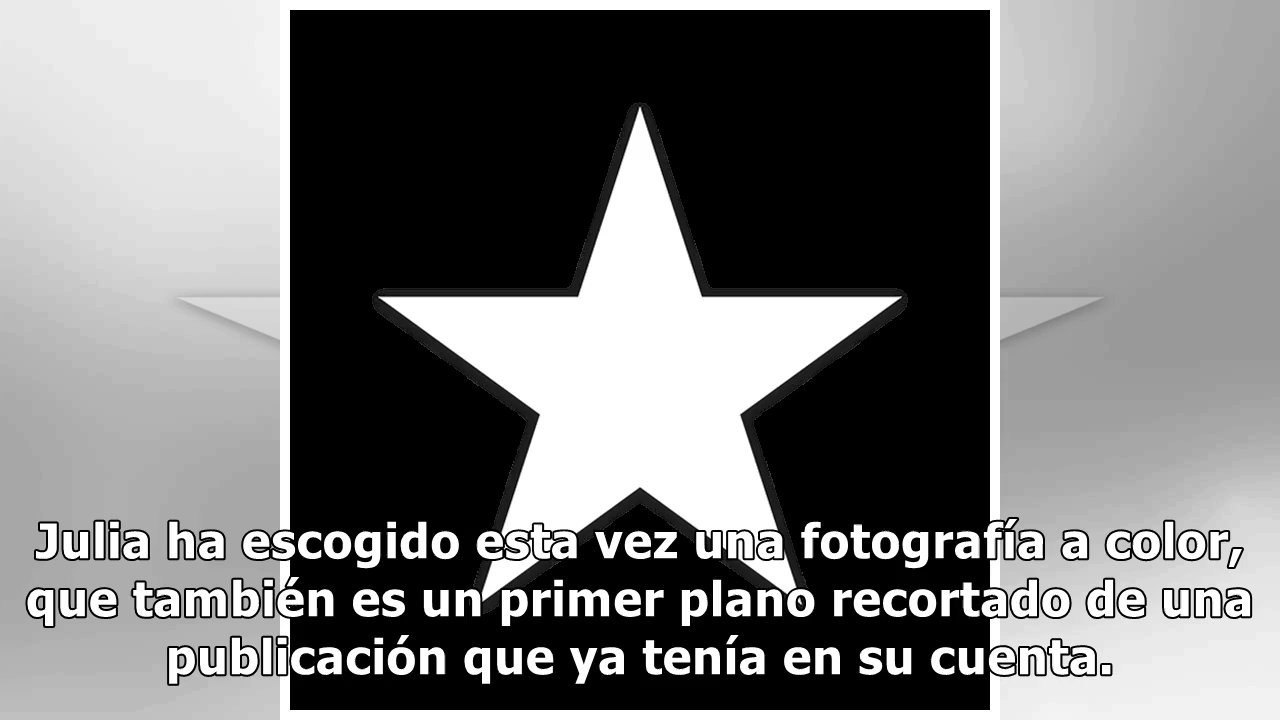 Julia ha escogido esta vez una fotografía a color,
que también es un primer plano recortado de una
publicación que ya tenía en su cuenta.